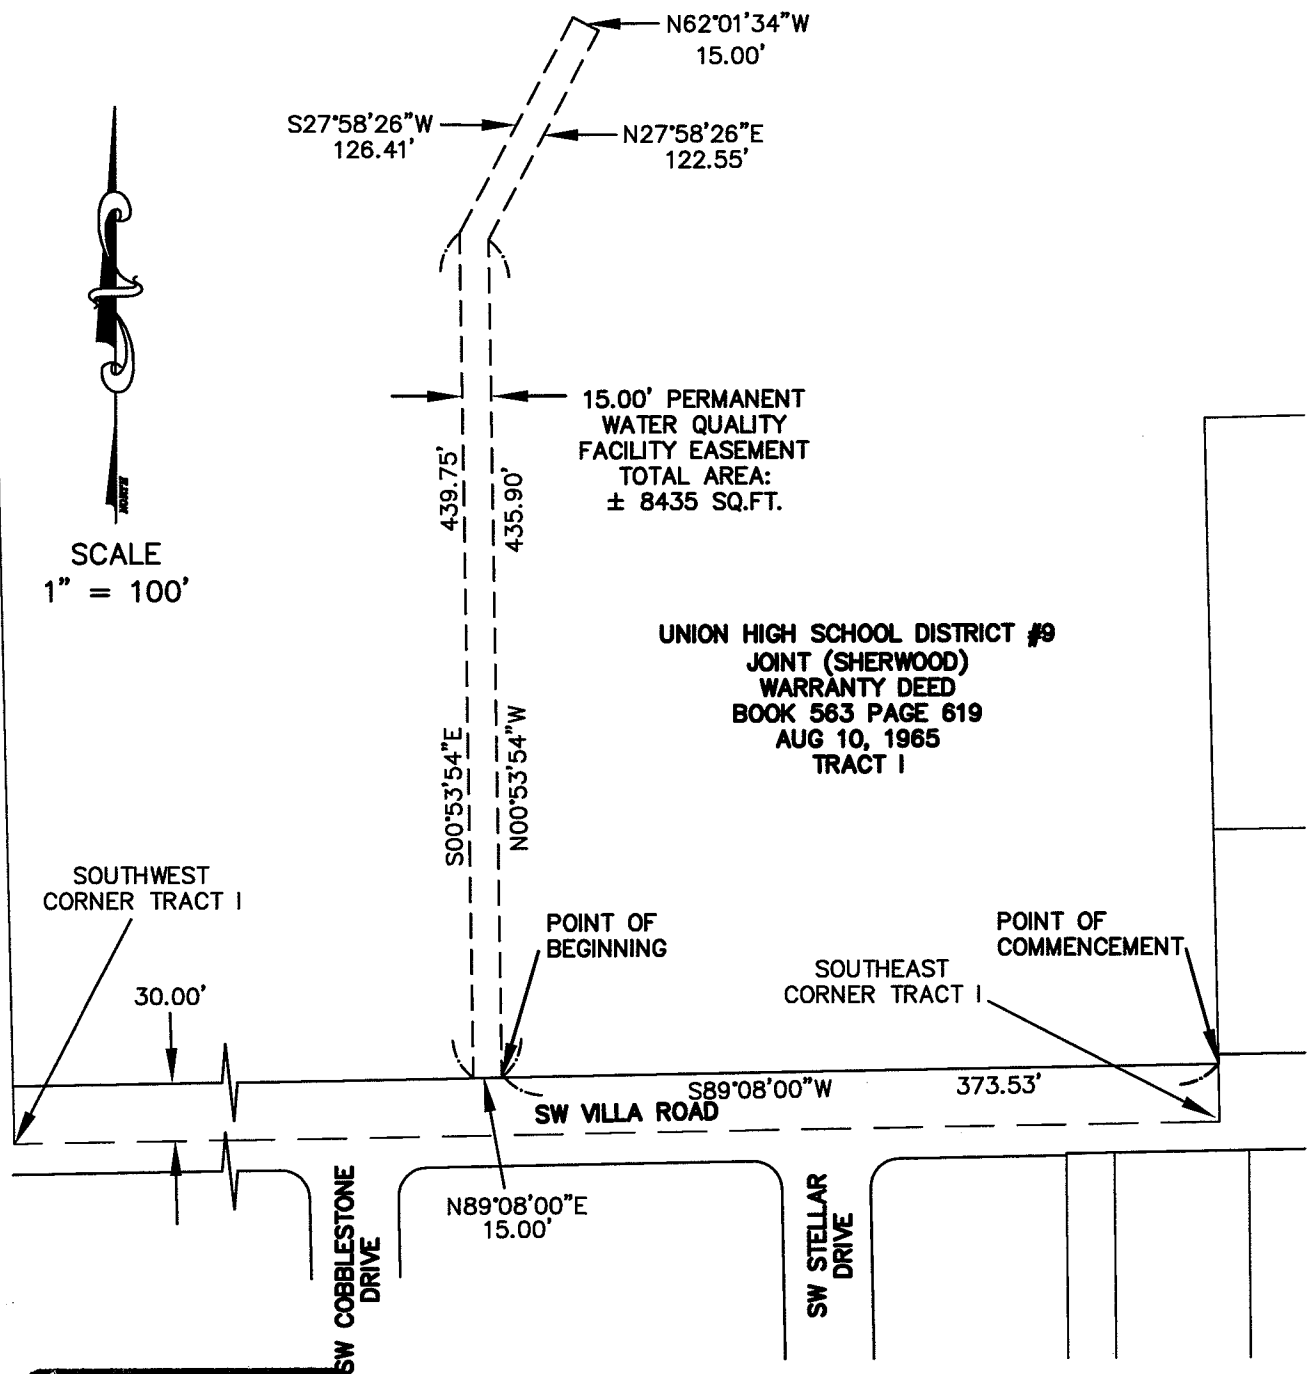 N62°01'34"W
15.00'
S27°58'26"W
126.41'
N27°58'26"E
122.55'
15.00' PERMANENT
WATER QUALITY
FACILITY EASEMENT
TOTAL AREA:
± 8435 SQ.FT.
439.75'
435.90'
NORTH
SCALE
1" = 100'
UNION HIGH SCHOOL DISTRICT #9
JOINT (SHERWOOD)
WARRANTY DEED
BOOK 563 PAGE 619
AUG 10, 1965
TRACT I
S00°53'54"E
N00°53'54"W
SOUTHWEST
CORNER TRACT I
POINT OF
BEGINNING
POINT OF
COMMENCEMENT
SOUTHEAST
CORNER TRACT I
30.00'
S89°08'00"W
373.53'
SW VILLA ROAD
N89°08'00"E
15.00'
SW COBBLESTONE
DRIVE
SW STELLAR
DRIVE